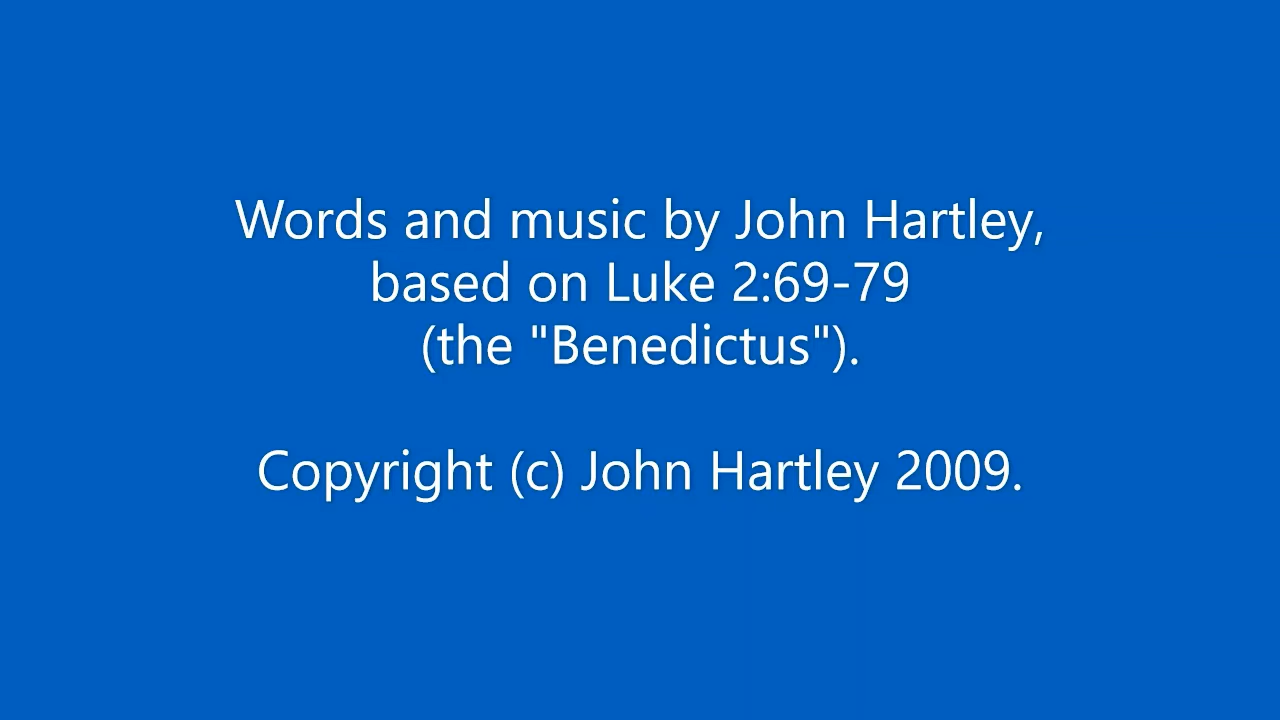 Words and music by John Hartley,
based on Luke 2:69-79
(the "Benedictus").
Copyright (c) John Hartley 2009.